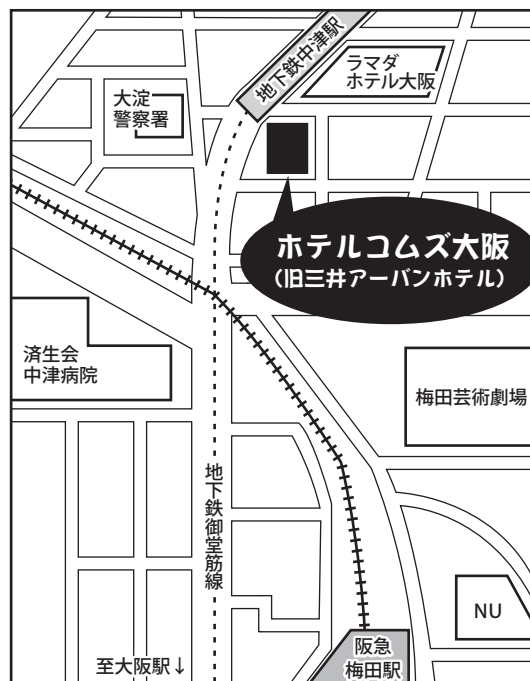 地下鉄中津駅
ラマダ
ホテル大阪
大淀
警察署
ホテルコムズ大阪
(旧三井アーバンホテル)
済生会
中津病院
梅田芸術劇場
地下鉄御堂筋線
NU
阪急
梅田駅
至大阪駅↓